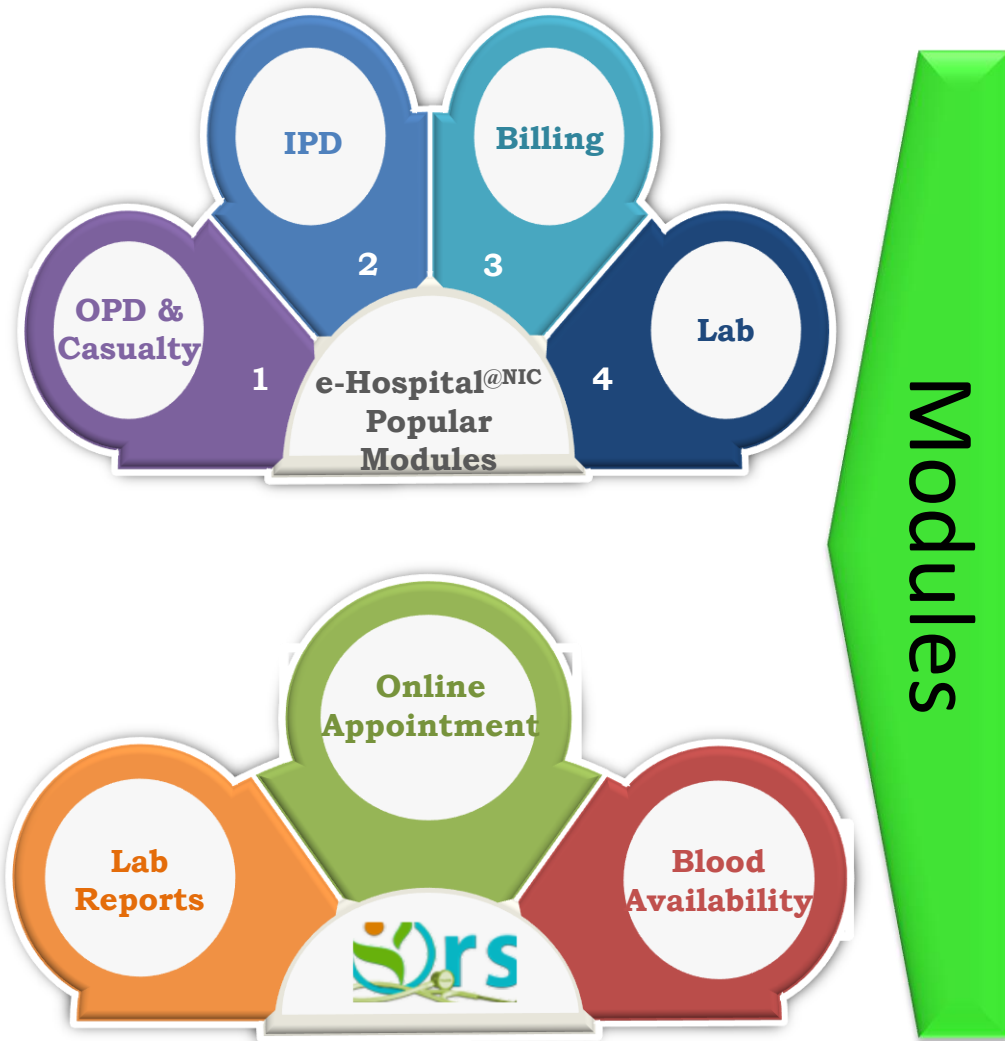 IPD
Billing
2
3
OPD &
Casualty
Lab
1
4
e-Hospital@NIC
Popular
Modules
Modules
Online
Appointment
Lab
Reports
Blood
Availability
Ors